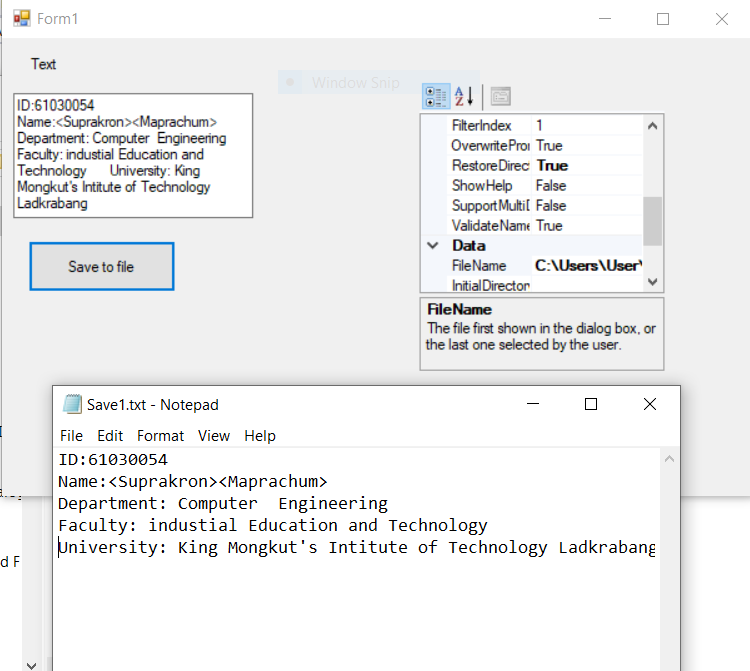 Form1
Text
Window Snip
ID:61030054
Name:<Suprakron><Maprachum>
Department: Computer  Engineering
Faculty: industial Education and
Technology      University: King
Mongkut's Intitute of Technology
Ladkrabang
Save to file
FilterIndex 1
OverwritePro True
RestoreDirec True
ShowHelp False
SupportMultiD False
ValidateName True
Data
FileName C:\Users\User\
InitialDirector
FileName
The file first shown in the dialog box, or
the last one selected by the user.
Save1.txt - Notepad
File Edit Format View Help
ID:61030054
Name:<Suprakron><Maprachum>
Department: Computer  Engineering
Faculty: industial Education and Technology
University: King Mongkut's Intitute of Technology Ladkrabang
d F